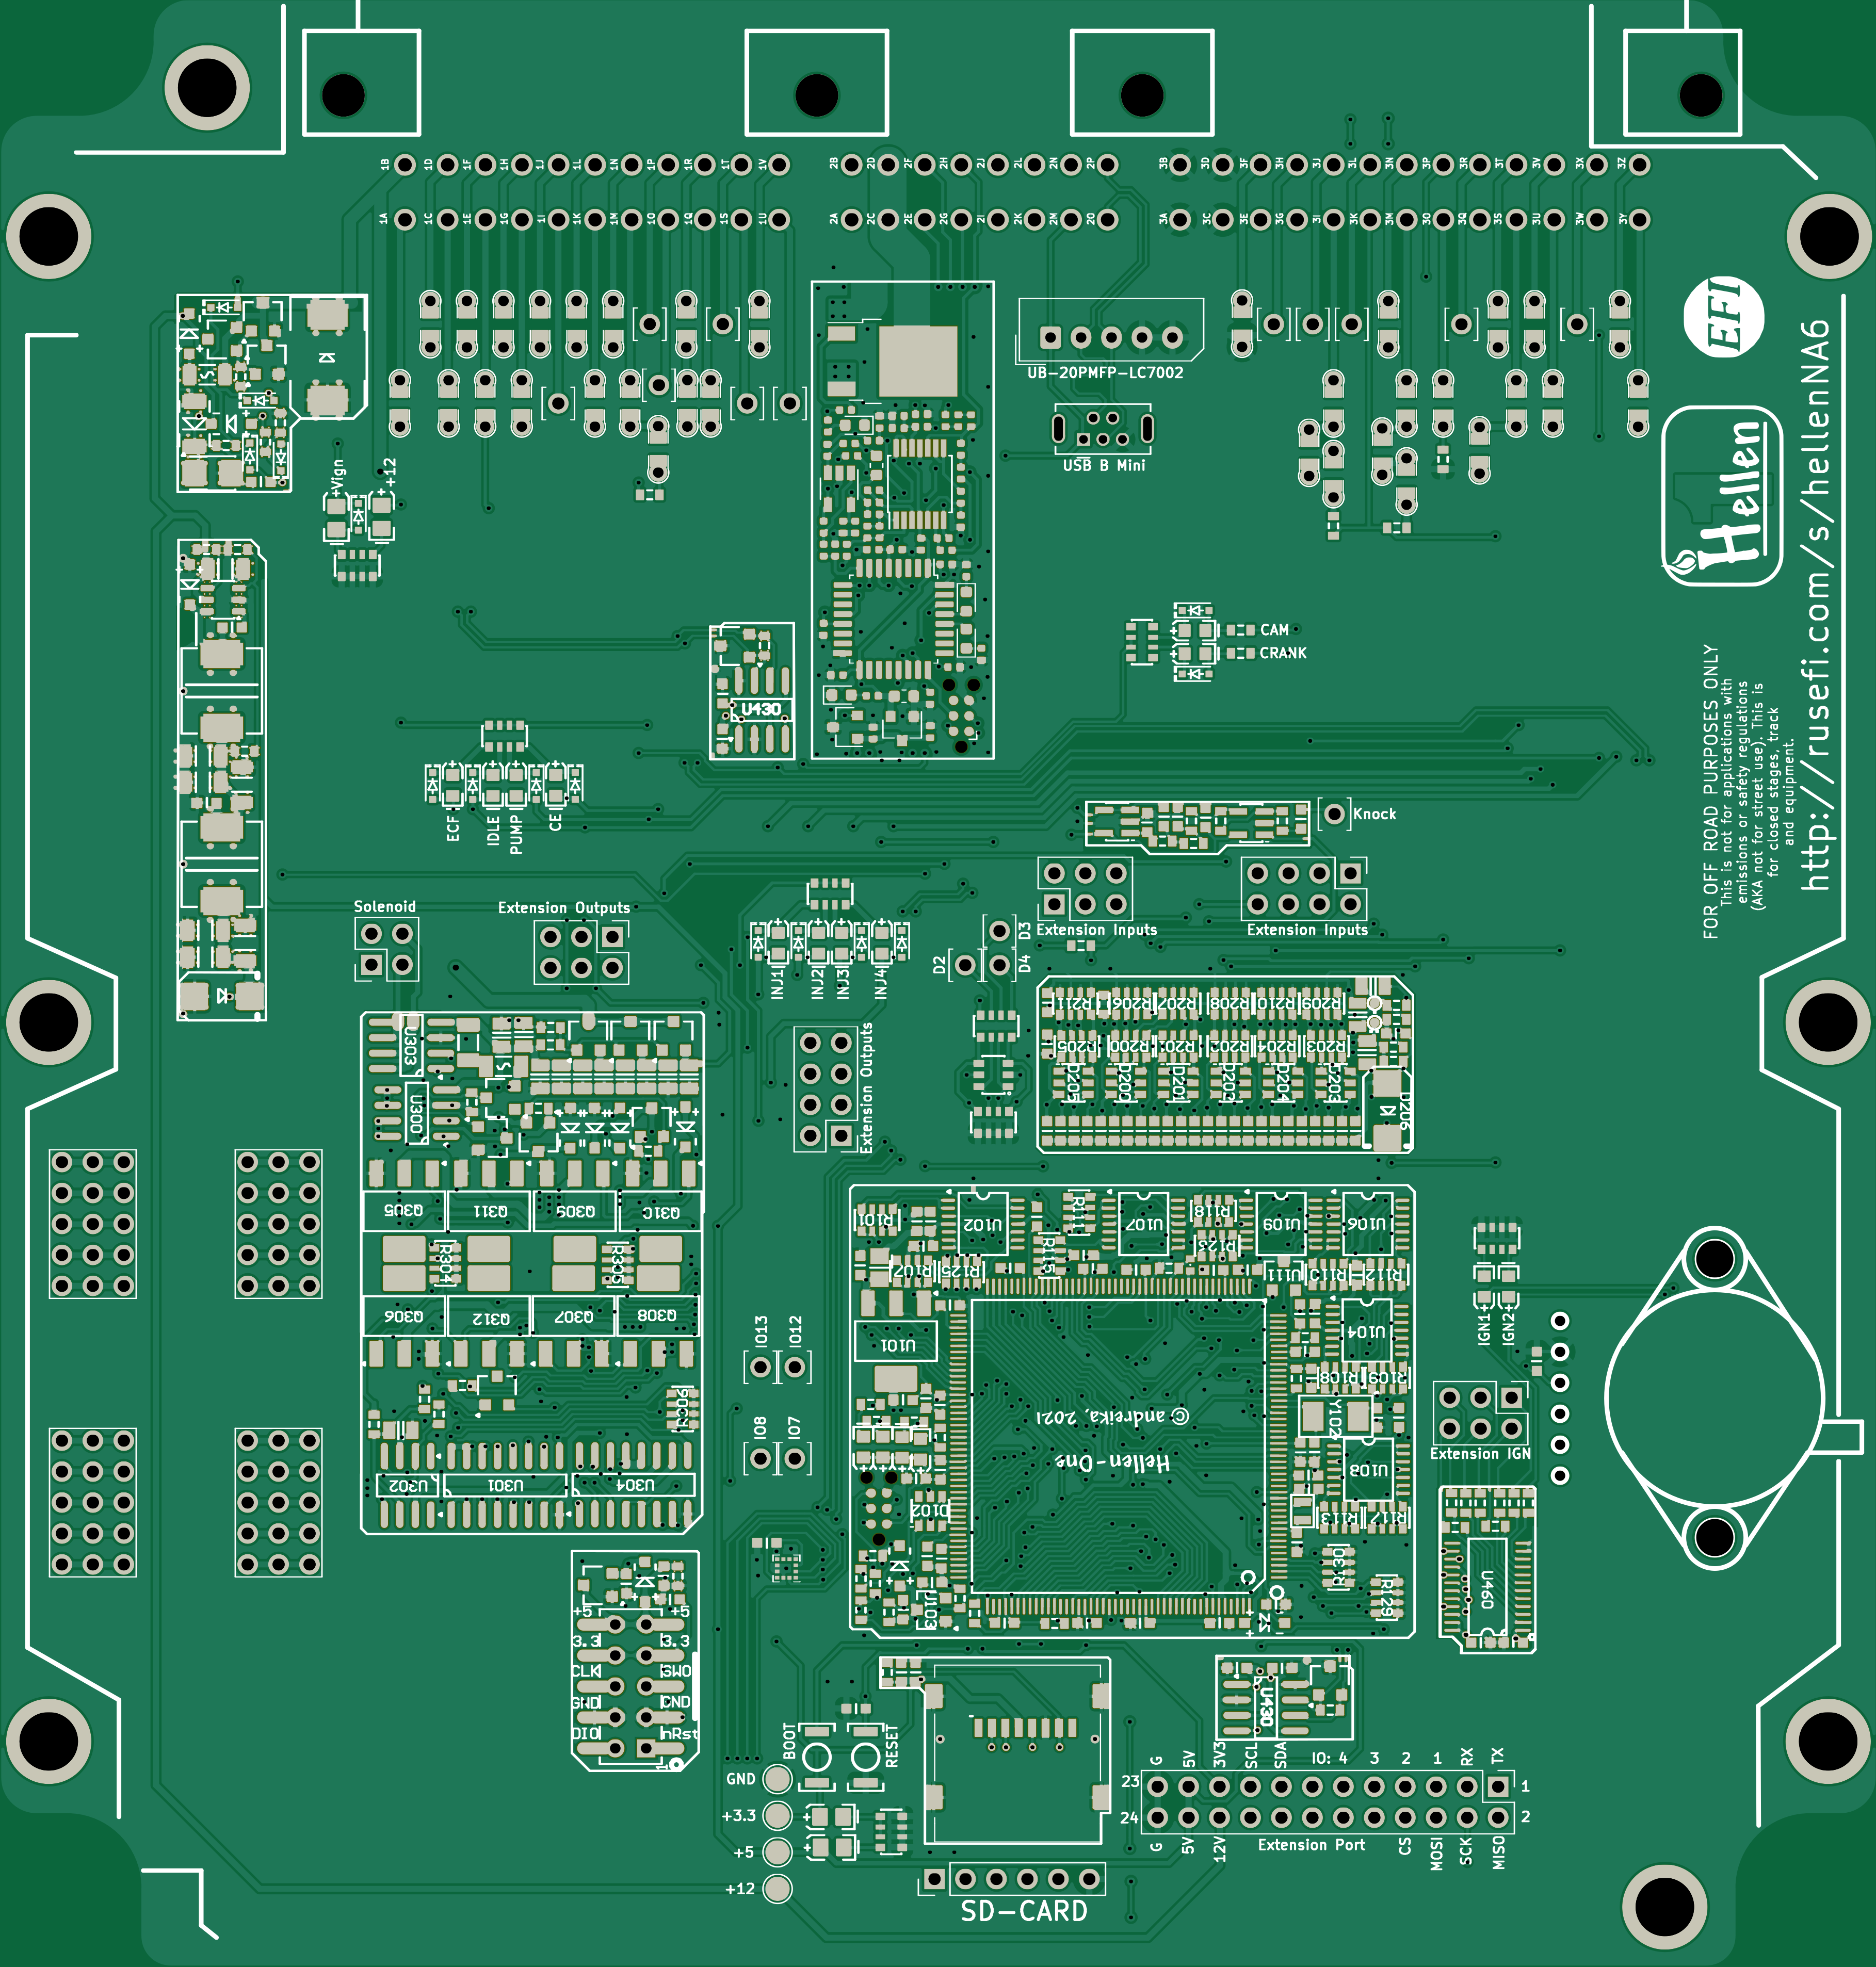 1B 1D 1F 1H 1J 1L 1N 1P 1R 1T 1V
2B 2D 2F 2H 2J 2L 2N 2P
3B 3D 3F 3H 3J 3L 3N 3P 3R 3T 3V 3X 3Z
1A 1C 1E 1G 1I 1K 1M 1O 1Q 1S 1U
2A 2C 2E 2G 2I 2K 2M 2O
3A 3C 3E 3G 3I 3K 3M 3O 3Q 3S 3U 3W 3Y
EFI
UB-20PMFP-LC7002
USB B Mini
Hellen
http://rusefi.com/s/hellenNA6
FOR OFF ROAD PURPOSES ONLY
This is not for applications with
emissions or safety regulations
(AKA not for street use). This is
for closed stages, track
and equipment.
+Vign
+12
CAM
CRANK
U430
ECF
IDLE
PUMP
CE
Knock
Solenoid
Extension Outputs
Extension Inputs
Extension Inputs
INJ1
INJ2
INJ3
INJ4
D2
D3
D4
Extension Outputs
R211 R206 R207 R208 R210 R209
R205 R200 R201 R202 R204 R203
D205 D200 D201 D202 D204 D203
U206
U303
U300
Q305 Q311 Q309 Q310
R304 R305
Q306 Q312 Q307 Q308
R306
U302 U301 U304
IO13
IO12
IO8
IO7
R101 U102 R111 U107 R118 U109 U106
R115 R123
R107 R125 U111 R110 R112
U101
U104
R108 R109
Y102
© andreika, 2021
Hellen-One
U108
D102
R113 R117
R130
U103
R129
IGN1+
IGN2+
Extension IGN
U460
+5 +5
3.3 3.3
CLK SWO
GND GND
DIO nRst
1
BOOT
RESET
GND
+3.3
+5
+12
U430
G 5V 3V3 SCL SDA IO: 4 3 2 1 RX TX
23 1
24 2
G 5V 12V Extension Port CS MOSI SCK MISO
SD-CARD